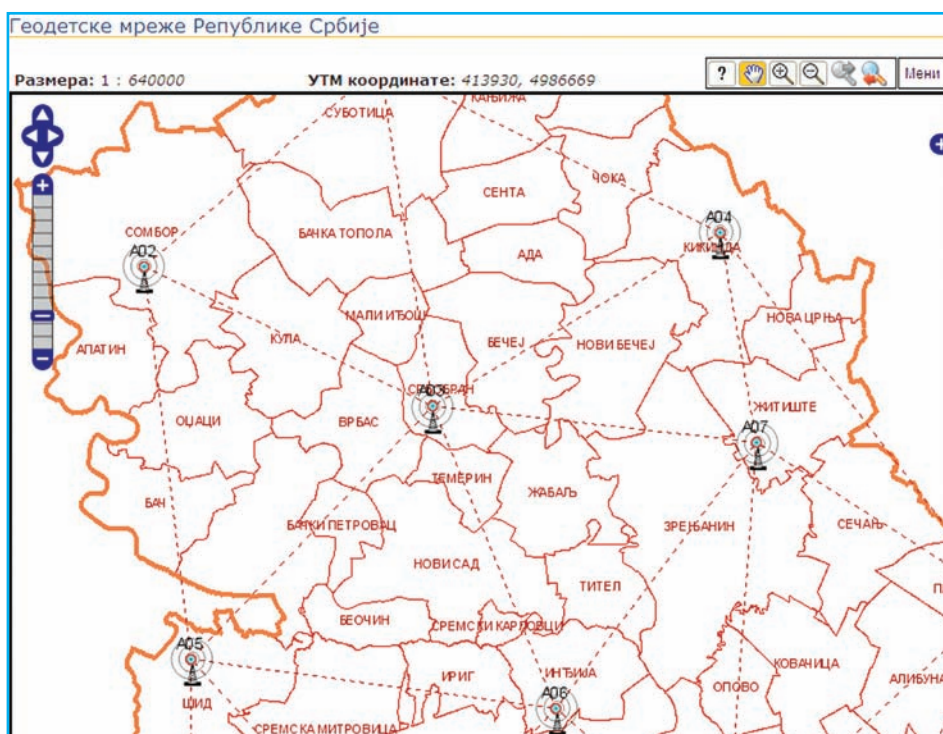 Геодетске мреже Републике Србије
Размера: 1 : 640000 УТМ координате: 413930, 4986669 ? Мени
СУБОТИЦА
КАЊИЖА
СЕНТА
ЧОКА
СОМБОР
БАЧКА ТОПОЛА
АДА
A04
КИКИНДА
A02
АПАТИН
КУЛА
МАЛИ ИЂОШ
БЕЧЕЈ
НОВИ БЕЧЕЈ
НОВА ЦРЊА
A03
ОЏАЦИ
ВРБАС
ЖИТИШТЕ
A07
ТЕМЕРИН
ЖАБАЉ
БАЧ
БАЧКИ ПЕТРОВАЦ
ЗРЕЊАНИН
СЕЧАЊ
НОВИ САД
ТИТЕЛ
БЕОЧИН
СРЕМСКИ КАРЛОВЦИ
A05
ШИД
ИРИГ
ИНЂИЈА
A06
ОПОВО
КОВАЧИЦА
АЛИБУНА
СРЕМСКА МИТРОВИЦА